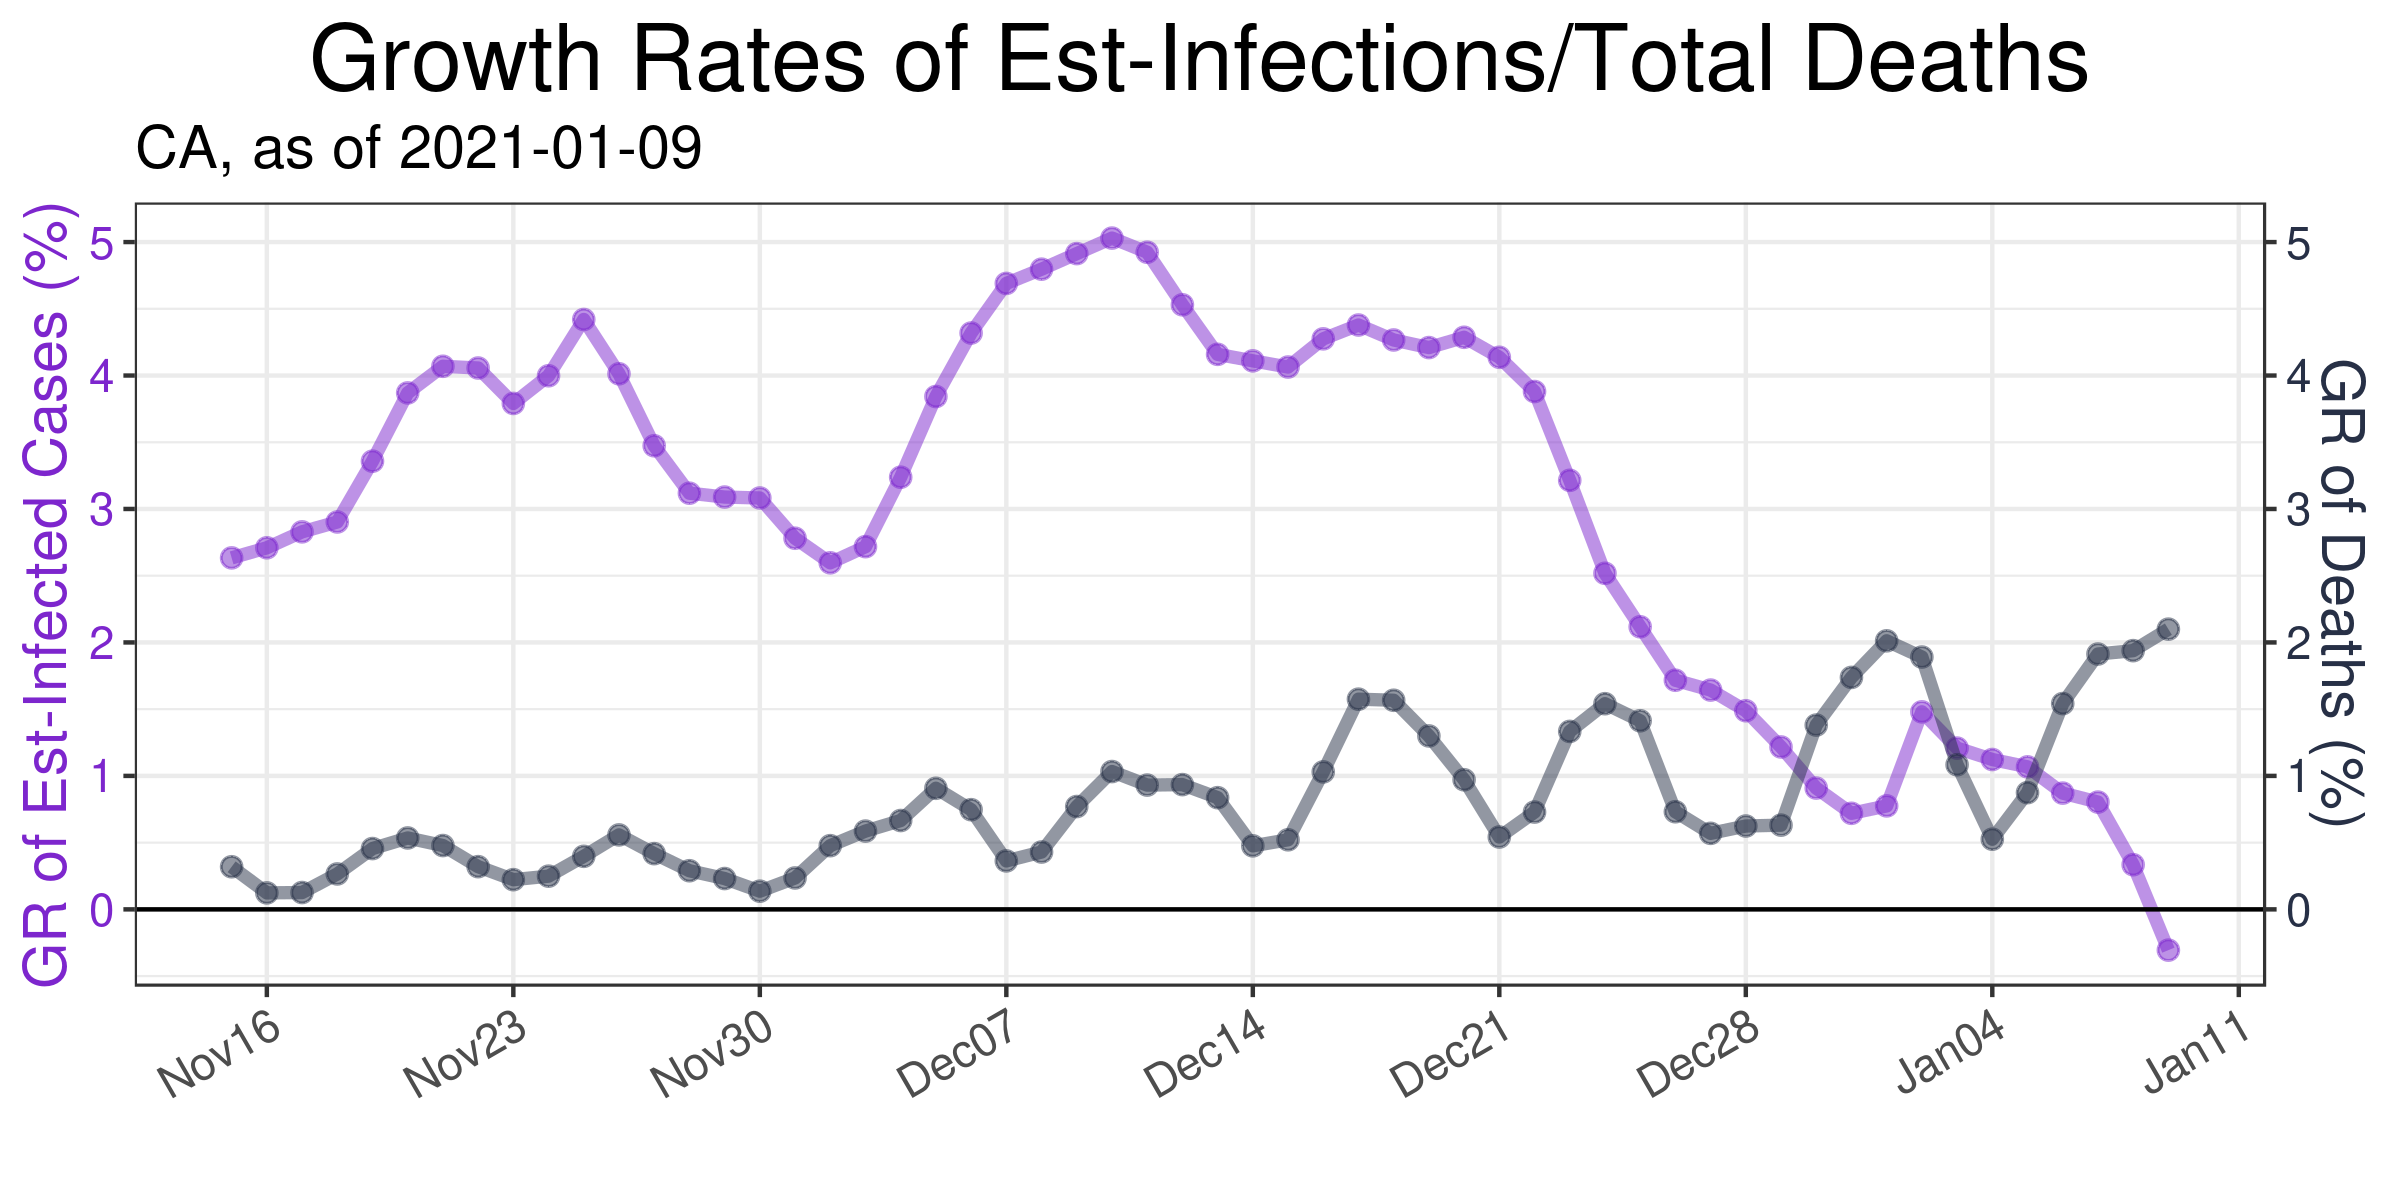 Growth Rates of Est-Infections/Total Deaths
CA, as of 2021-01-09
GR of Est-Infected Cases (%)
5
4
3
2
1
0
5
4
3
2
1
0
GR of Deaths (%)
Nov16
Nov23
Nov30
Dec07
Dec14
Dec21
Dec28
Jan04
Jan11